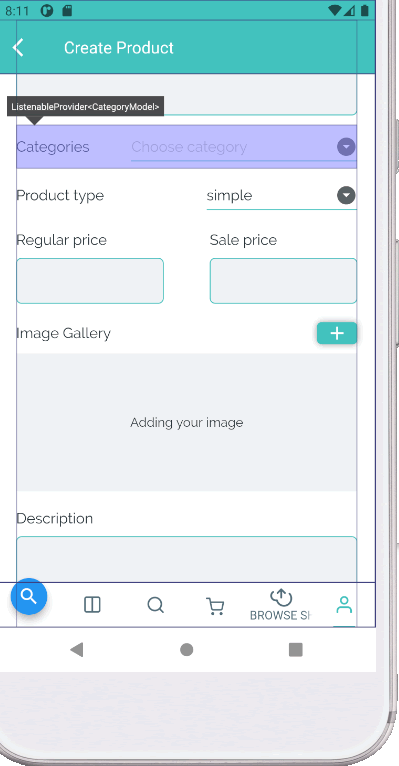 8:11
Create Product
ListenableProvider<CategoryModel>
Categories Choose category
Product type simple
Regular price Sale price
Image Gallery
Adding your image
Description
BROWSE SH